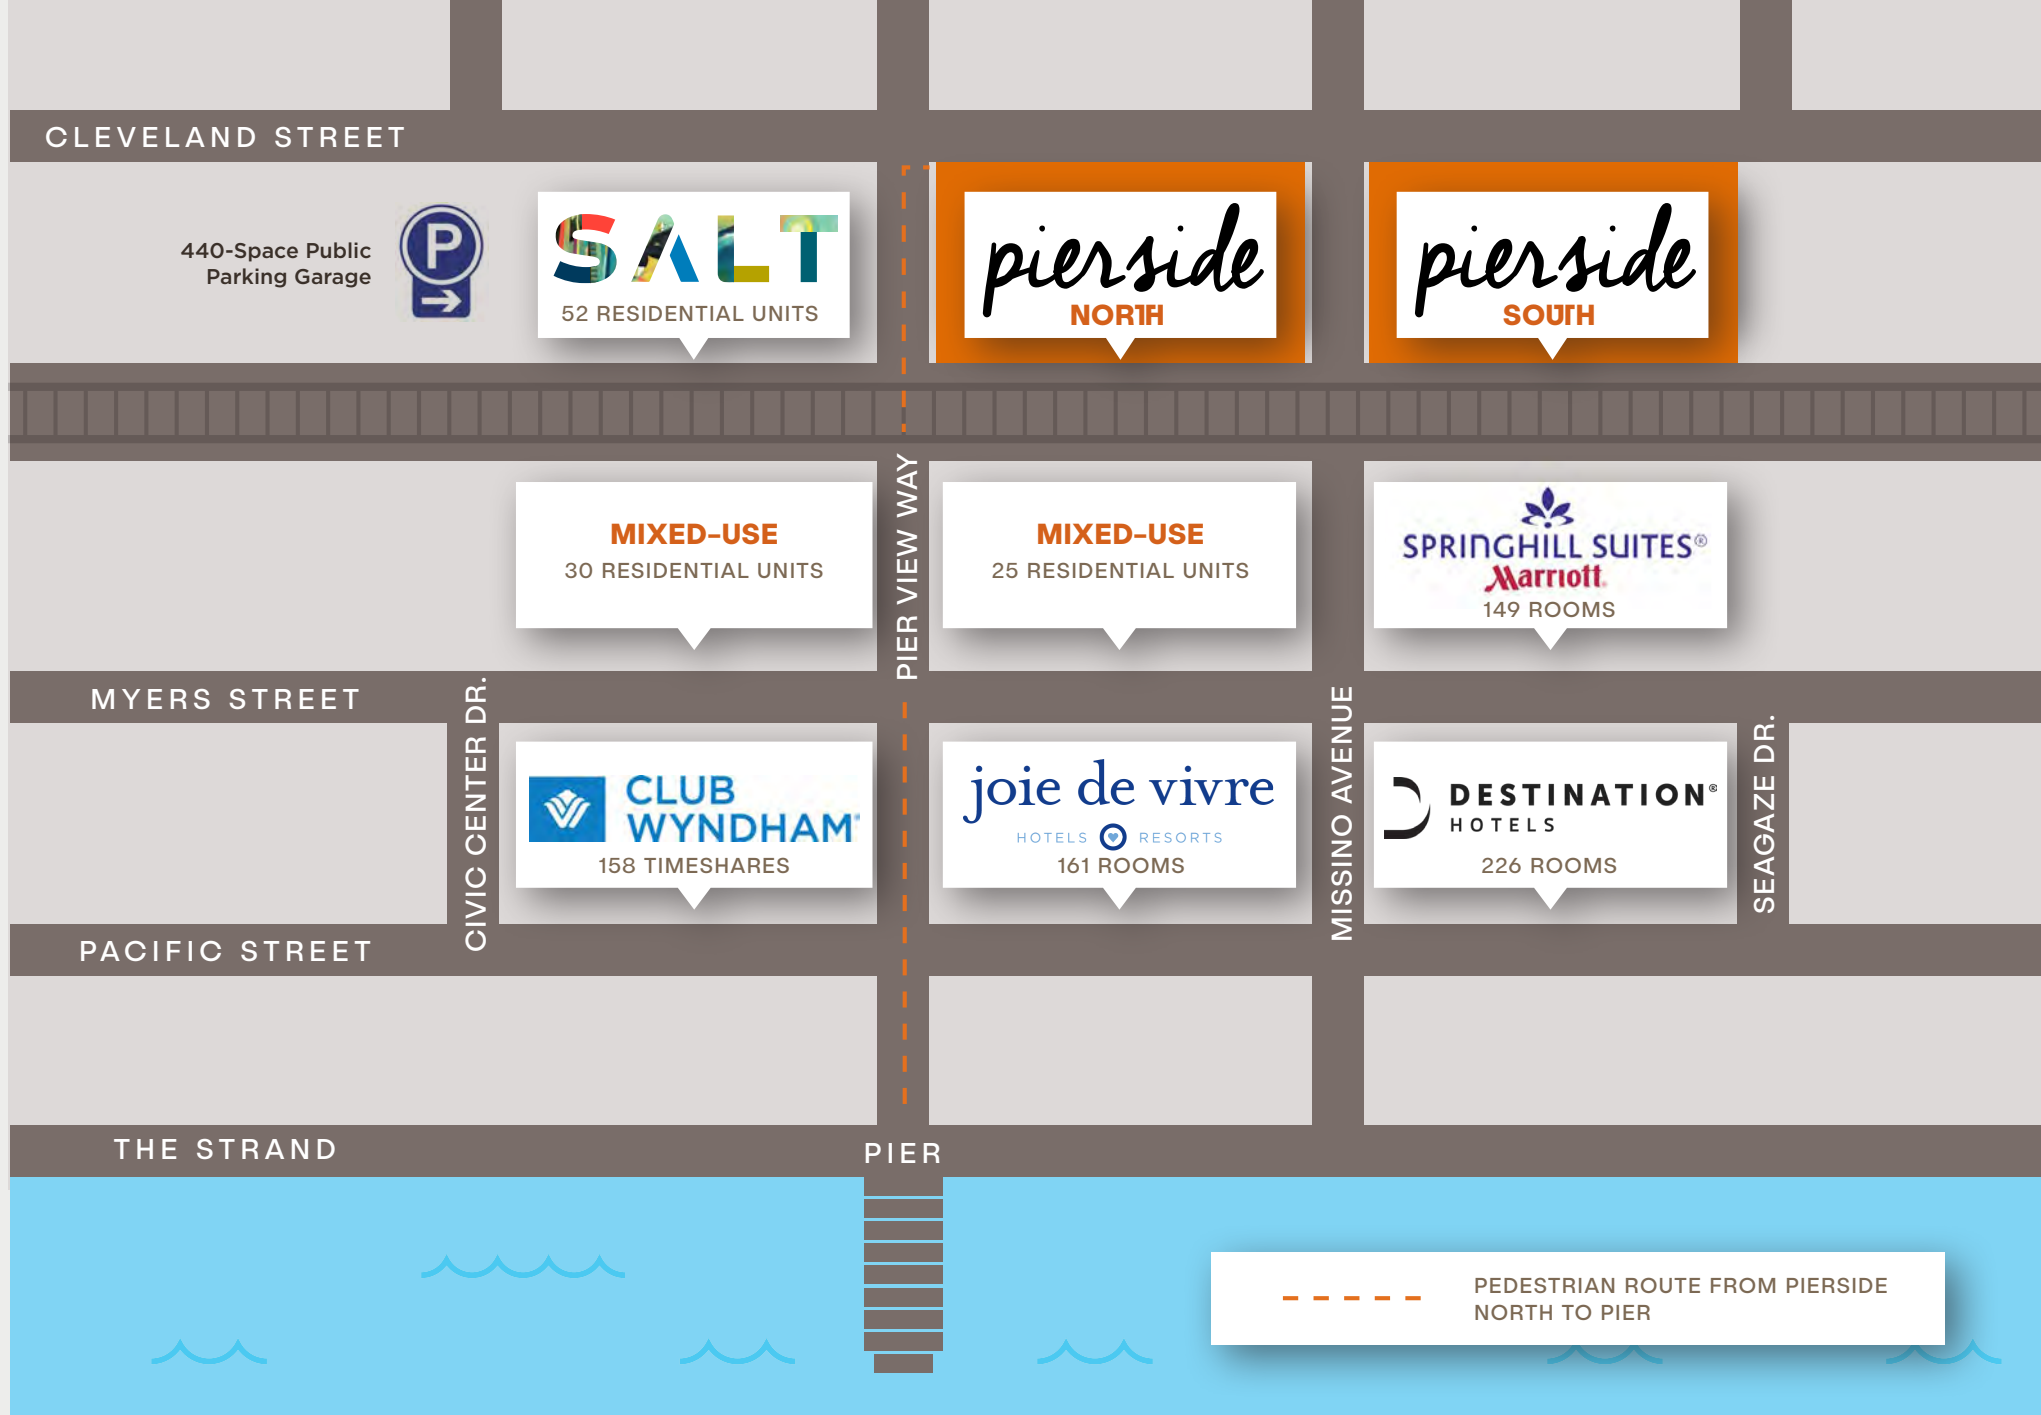 CLEVELAND STREET
440-Space Public
Parking Garage
P
SALT
52 RESIDENTIAL UNITS
pierside
NORTH
pierside
SOUTH
MIXED-USE
30 RESIDENTIAL UNITS
PIER VIEW WAY
MIXED-USE
25 RESIDENTIAL UNITS
SPRINGHILL SUITES®
Marriott
149 ROOMS
MYERS STREET
CIVIC CENTER DR.
CLUB
WYNDHAM
158 TIMESHARES
joie de vivre
HOTELS RESORTS
161 ROOMS
MISSINO AVENUE
DESTINATION®
HOTELS
226 ROOMS
SEAGAZE DR.
PACIFIC STREET
THE STRAND
PIER
PEDESTRIAN ROUTE FROM PIERSIDE
NORTH TO PIER